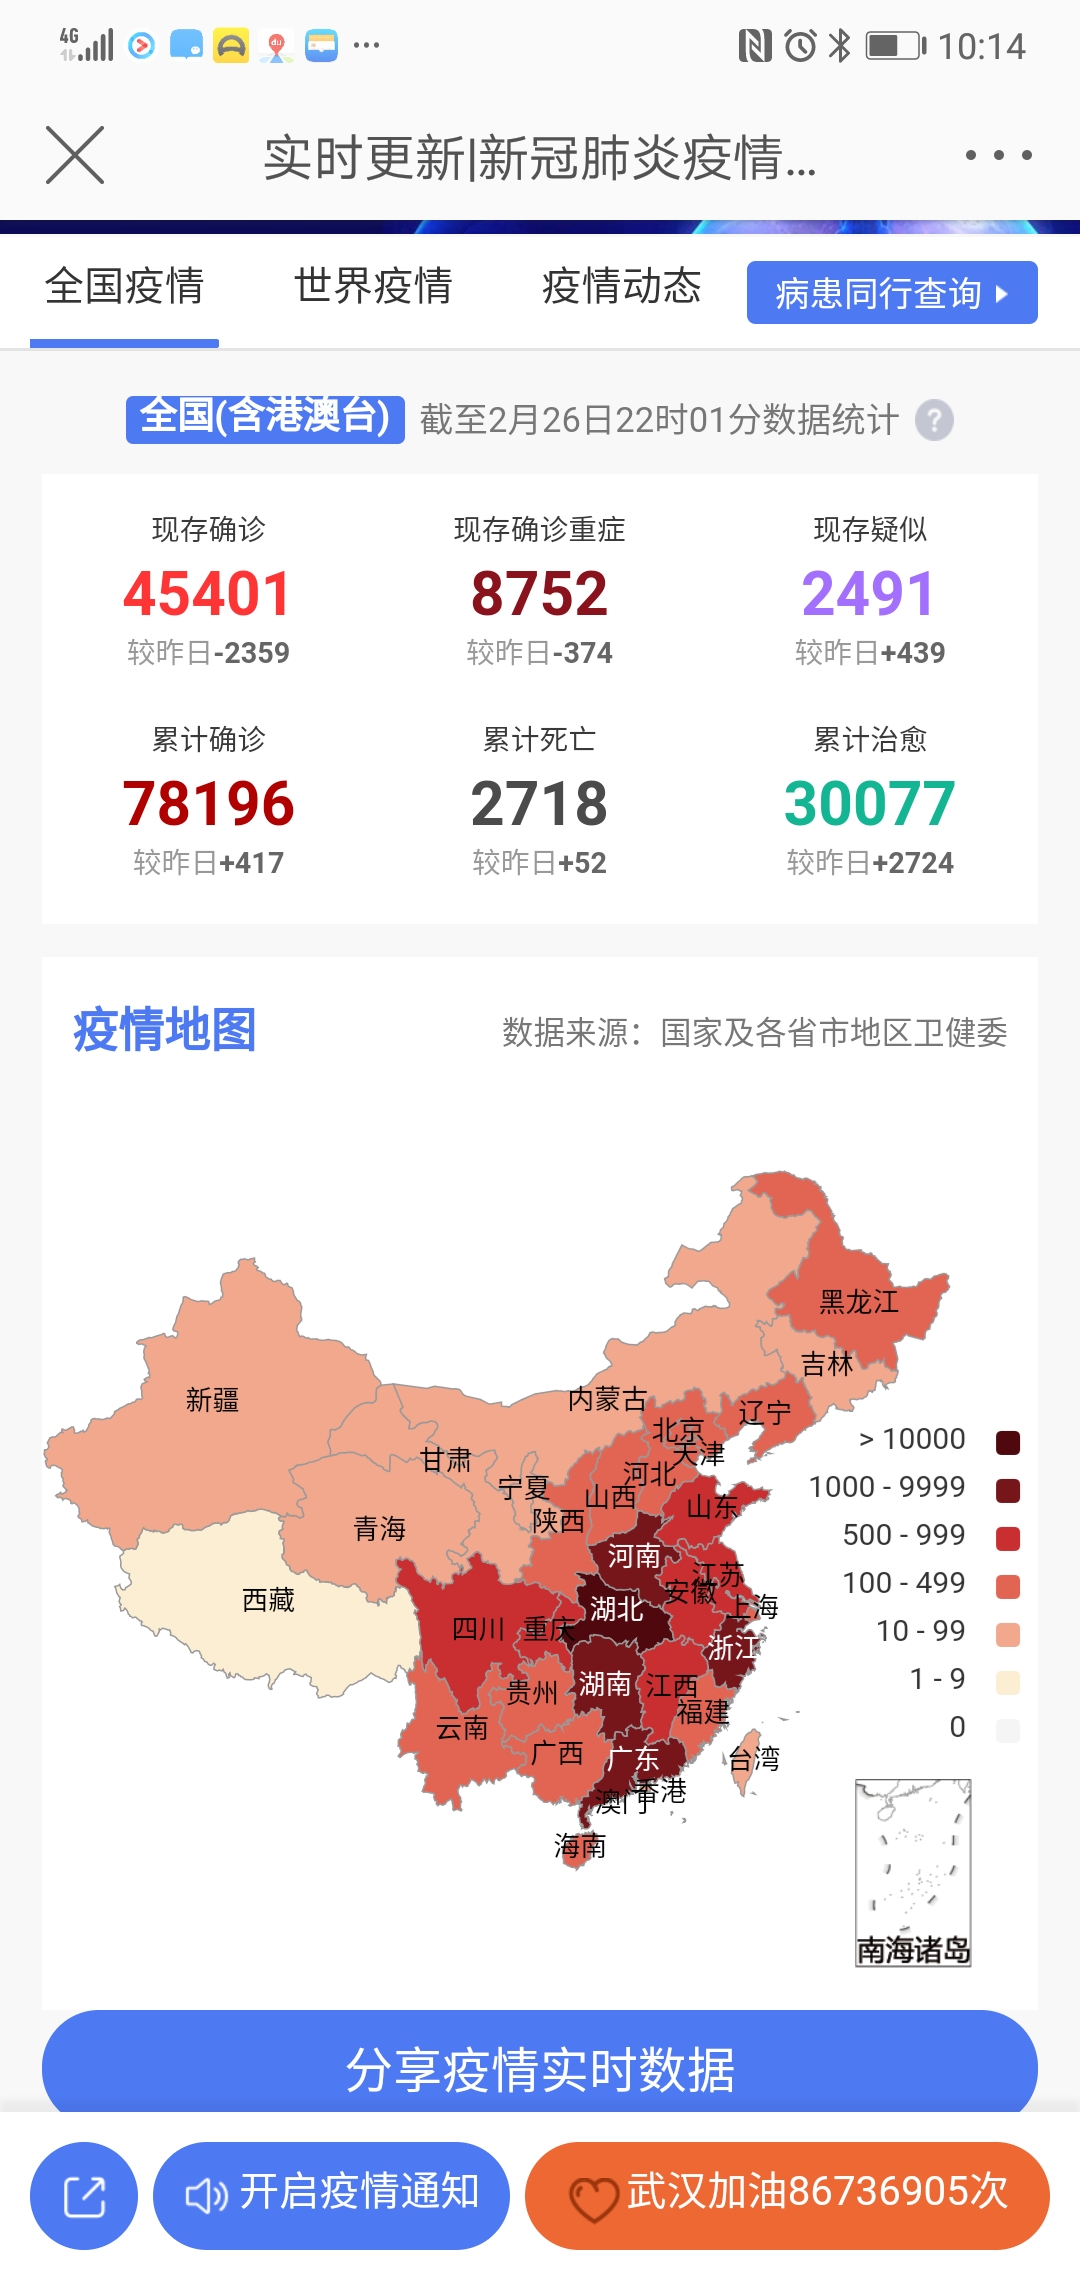 4G 10:14
实时更新|新冠肺炎疫情...
全国疫情 世界疫情 疫情动态 病患同行查询
全国(含港澳台) 截至2月26日22时01分数据统计 ?
现存确诊 现存确诊重症 现存疑似
45401 8752 2491
较昨日-2359 较昨日-374 较昨日+439
累计确诊 累计死亡 累计治愈
78196 2718 30077
较昨日+417 较昨日+52 较昨日+2724
疫情地图 数据来源：国家及各省市地区卫健委
黑龙江
吉林
新疆
内蒙古
辽宁
北京
天津
甘肃
河北
宁夏
山西
山东
陕西
青海
河南
江苏
安徽
西藏
上海
湖北
四川
重庆
浙江
湖南
江西
贵州
福建
云南
广西
广东
台湾
香港
澳门
海南
> 10000
1000 - 9999
500 - 999
100 - 499
10 - 99
1 - 9
0
南海诸岛
分享疫情实时数据
开启疫情通知 武汉加油86736905次